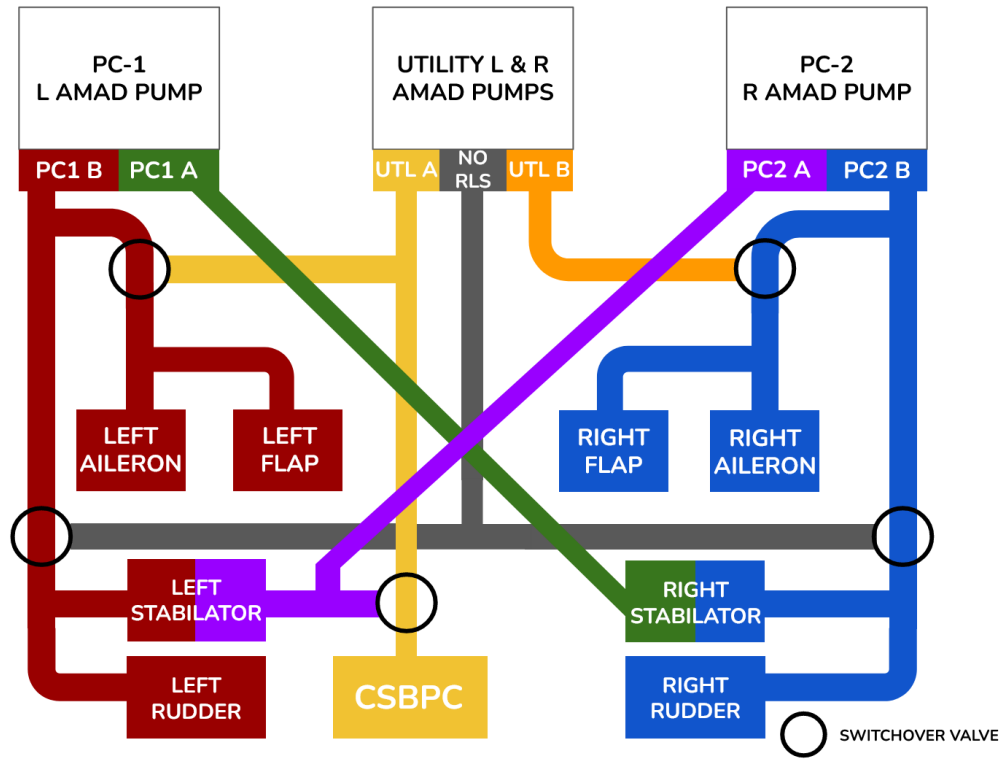 PC-1
L AMAD PUMP
UTILITY L & R
AMAD PUMPS
PC-2
R AMAD PUMP
PC1 B
PC1 A
UTL A
NO
RLS
UTL B
PC2 A
PC2 B
LEFT
AILERON
LEFT
FLAP
RIGHT
FLAP
RIGHT
AILERON
LEFT
STABILATOR
RIGHT
STABILATOR
LEFT
RUDDER
CSBPC
RIGHT
RUDDER
SWITCHOVER VALVE